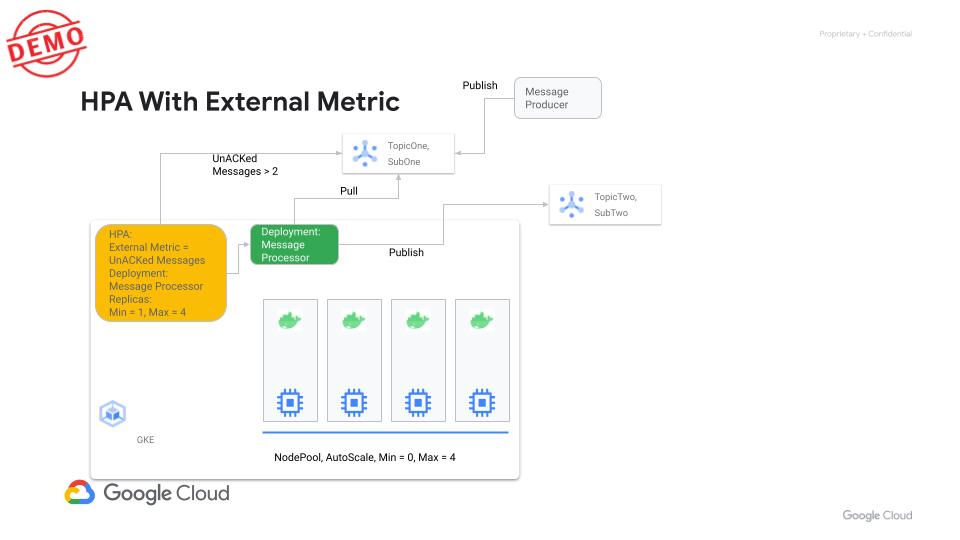 DEMO
Proprietary + Confidential
HPA With External Metric
Publish
Message
Producer
TopicOne,
SubOne
UnACKed
Messages > 2
Pull
TopicTwo,
SubTwo
HPA:
External Metric =
UnACKed Messages
Deployment:
Message Processor
Replicas:
Min = 1, Max = 4
Deployment:
Message
Processor
Publish
GKE
NodePool, AutoScale, Min = 0, Max = 4
Google Cloud
Google Cloud